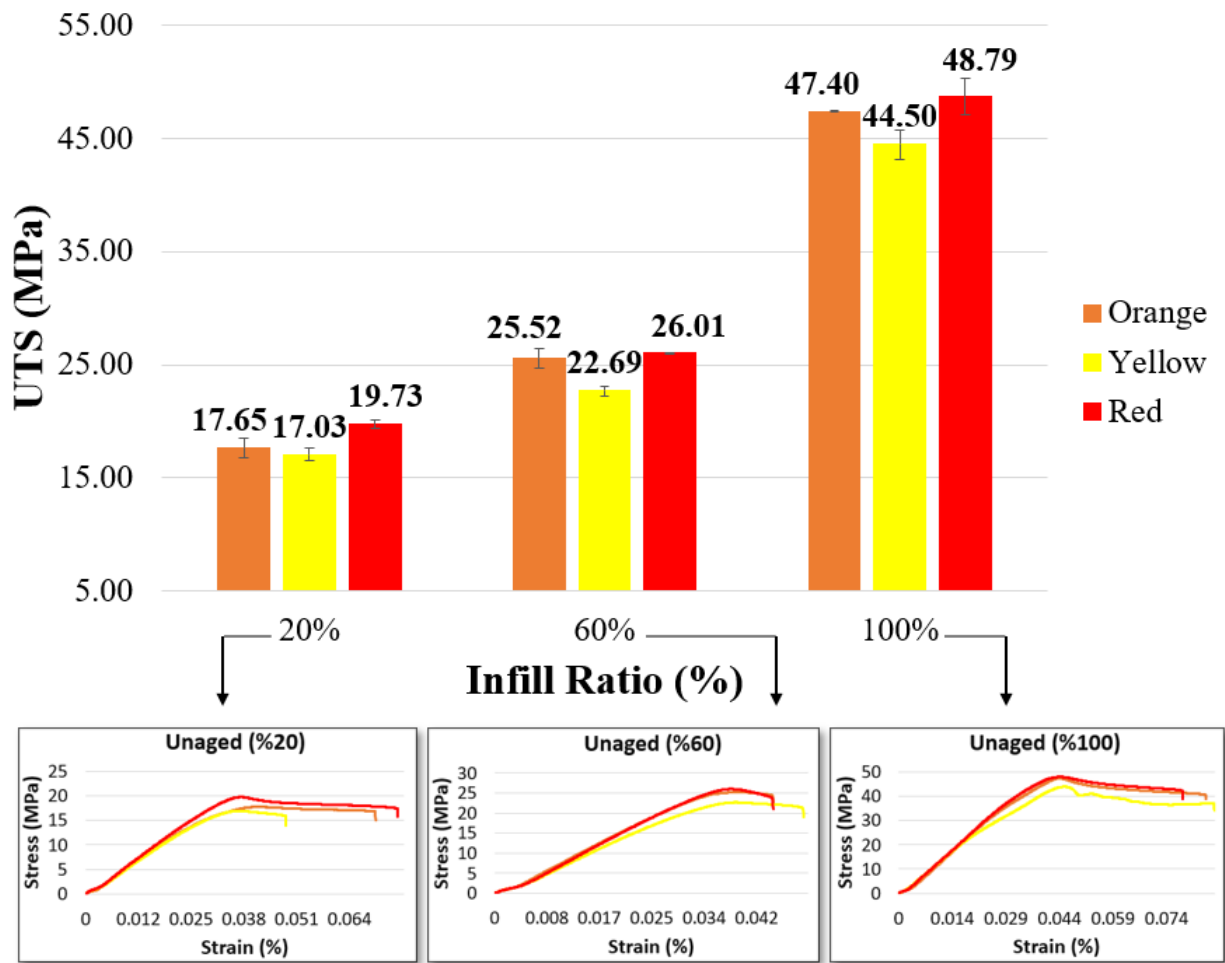 55.00
45.00
35.00
25.00
15.00
5.00
UTS (MPa)
17.65
17.03
19.73
25.52
22.69
26.01
47.40
44.50
48.79
Orange
Yellow
Red
20%
60%
100%
Infill Ratio (%)
Unaged (%20)
Stress (MPa)
25
20
15
10
5
0
0 0.012 0.025 0.038 0.051 0.064
Strain (%)
Unaged (%60)
Stress (MPa)
30
25
20
15
10
5
0
0 0.008 0.017 0.025 0.034 0.042
Strain (%)
Unaged (%100)
Stress (MPa)
50
40
30
20
10
0
0 0.014 0.029 0.044 0.059 0.074
Strain (%)